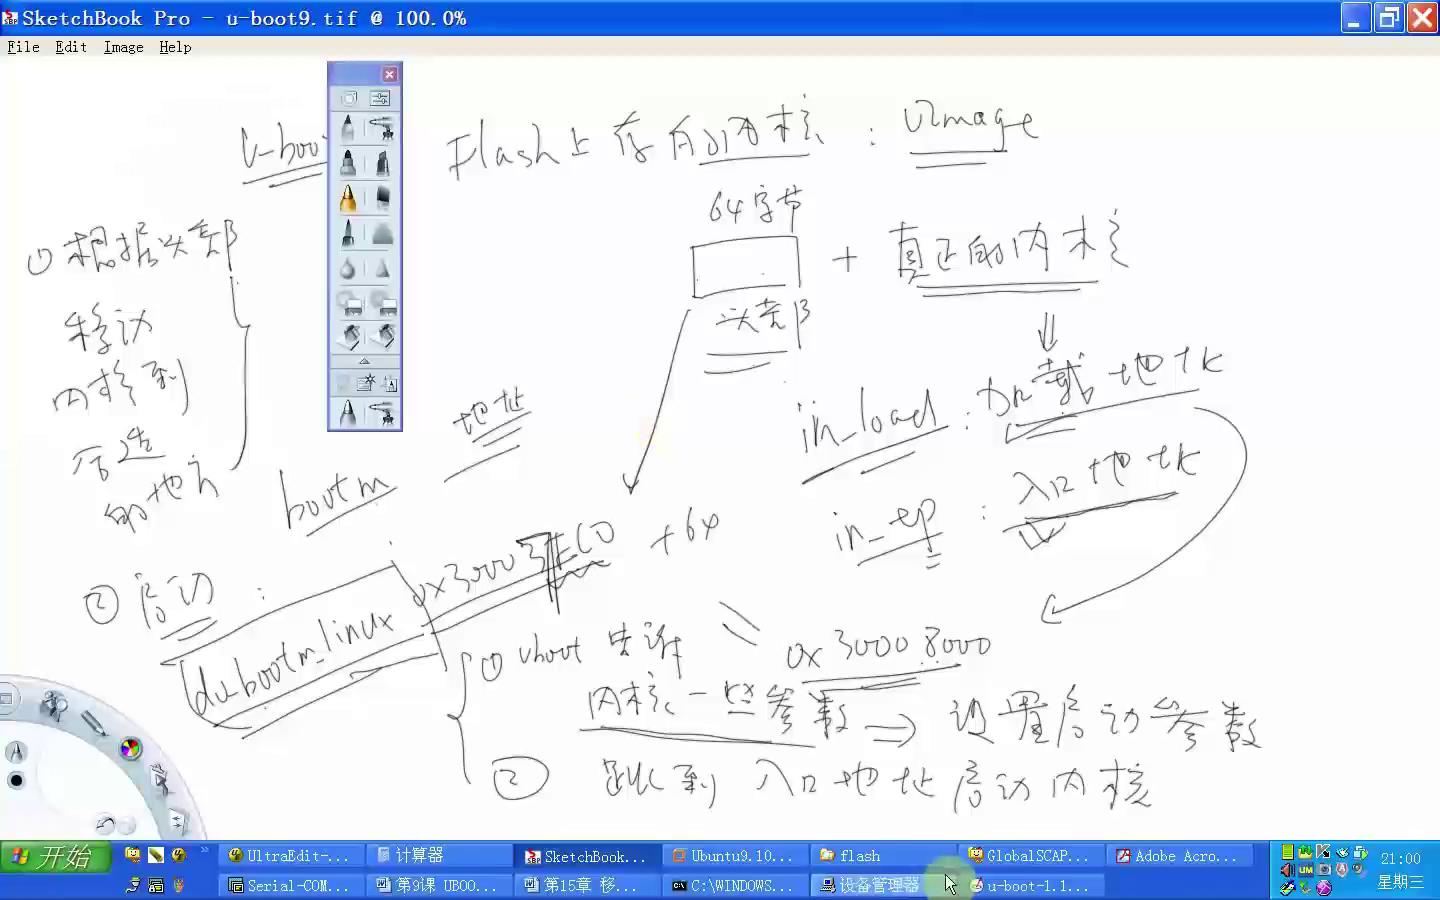 SketchBook Pro - u-boot9.tif @ 100.0%
File Edit Image Help
U-boo
Flash上存有的内核 : uImage
64字节
+ 真正的内核
头部
① 根据头部
移动
内核到
合适
的地方
in_load : 加载地址
in_ep : 入口地址
bootm 地址
0x30007FC0 +64
② 启动 :
do_bootm_linux
① uboot 告诉
内核一些参数 ⇒ 设置启动参数
0x30008000
② 跳到 入口地址启动内核
开始
UltraEdit-...
计算器
SketchBook...
Ubuntu9.10...
flash
GlobalSCAP...
Adobe Acro...
21:00
Serial-COM...
第9课 UBOO...
第15章 移...
C:\WINDOWS...
设备管理器
u-boot-1.1...
星期三